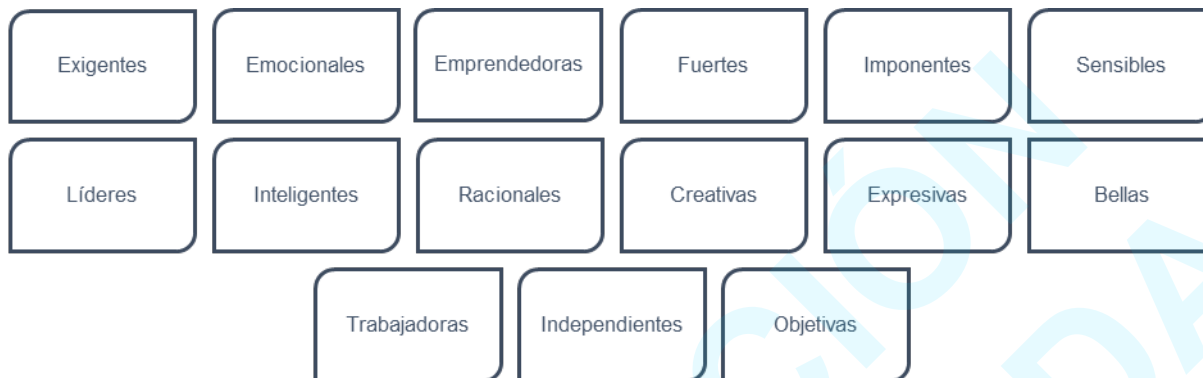 Exigentes Emocionales Emprendedoras Fuertes Imponentes Sensibles
Líderes Inteligentes Racionales Creativas Expresivas Bellas
Trabajadoras Independientes Objetivas